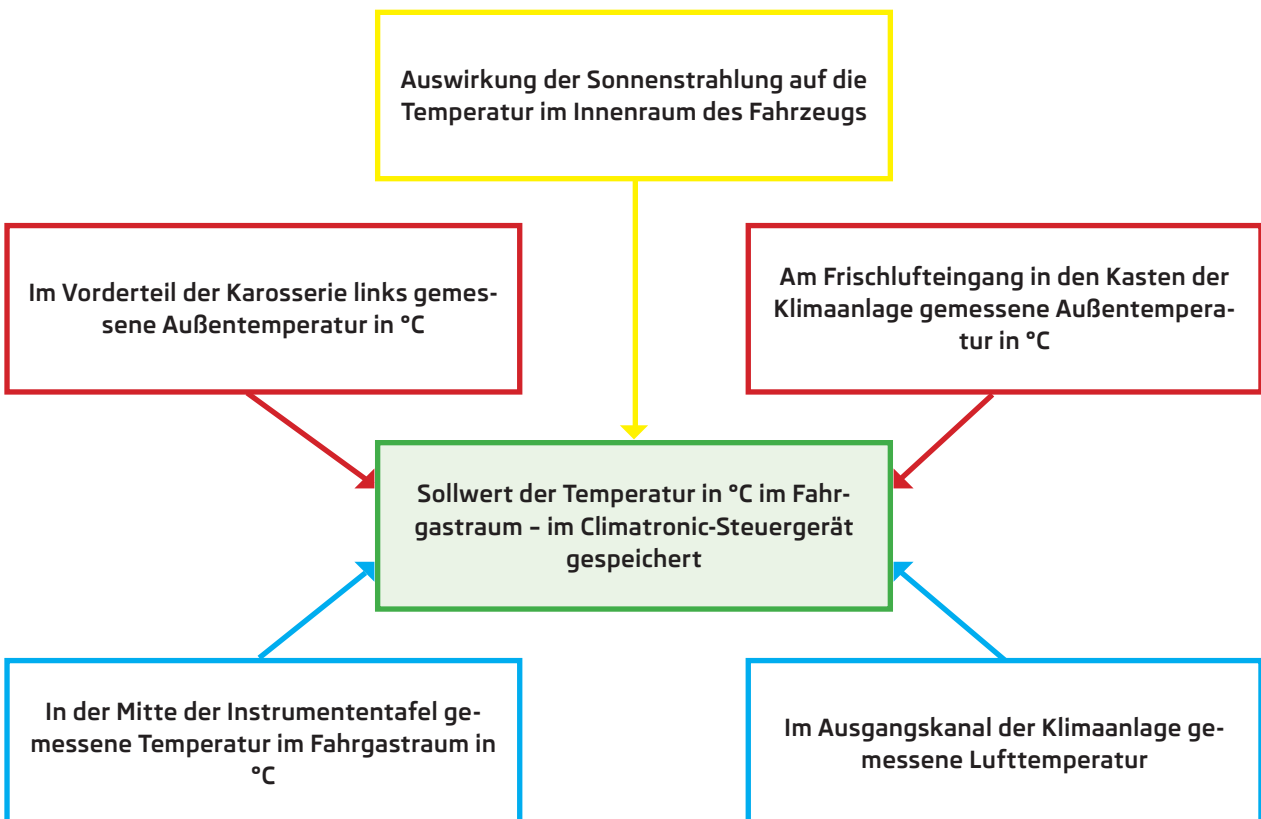 Auswirkung der Sonnenstrahlung auf die
Temperatur im Innenraum des Fahrzeugs
Im Vorderteil der Karosserie links gemes-
sene Außentemperatur in °C
Am Frischlufteingang in den Kasten der
Klimaanlage gemessene Außentempera-
tur in °C
Sollwert der Temperatur in °C im Fahr-
gastraum – im Climatronic-Steuergerät
gespeichert
In der Mitte der Instrumententafel ge-
messene Temperatur im Fahrgastraum in
°C
Im Ausgangskanal der Klimaanlage ge-
messene Lufttemperatur